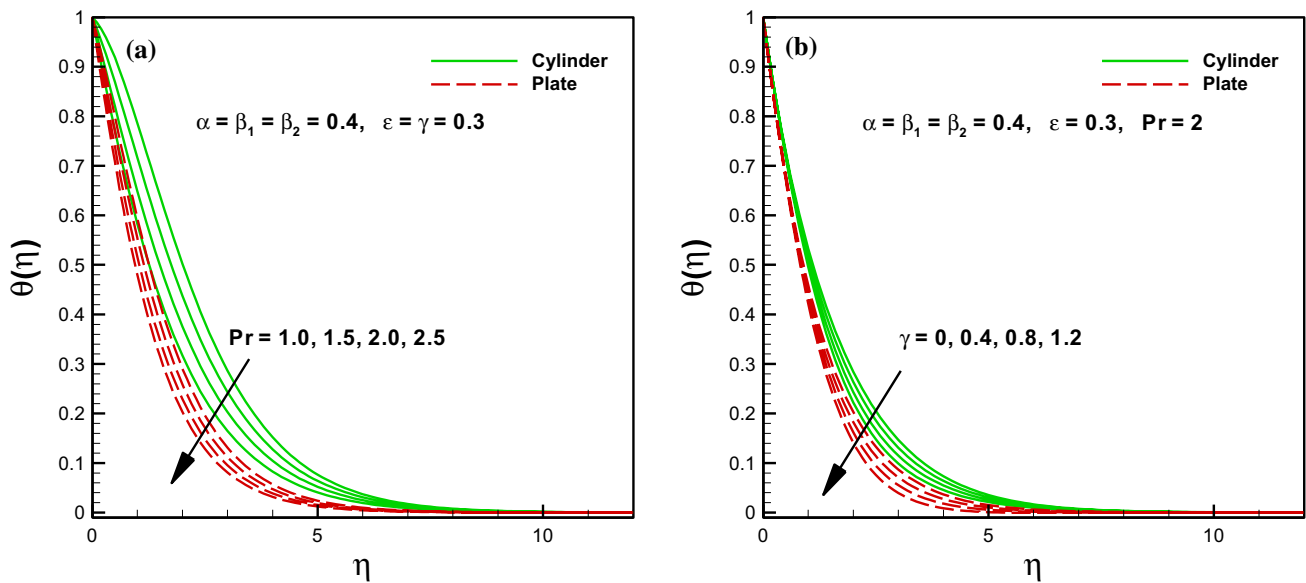 (a)
Cylinder
Plate
α = β₁ = β₂ = 0.4, ε = γ = 0.3
Pr = 1.0, 1.5, 2.0, 2.5
θ(η)
1
0.9
0.8
0.7
0.6
0.5
0.4
0.3
0.2
0.1
0
0 5 10
η
(b)
Cylinder
Plate
α = β₁ = β₂ = 0.4, ε = 0.3, Pr = 2
γ = 0, 0.4, 0.8, 1.2
θ(η)
1
0.9
0.8
0.7
0.6
0.5
0.4
0.3
0.2
0.1
0
0 5 10
η